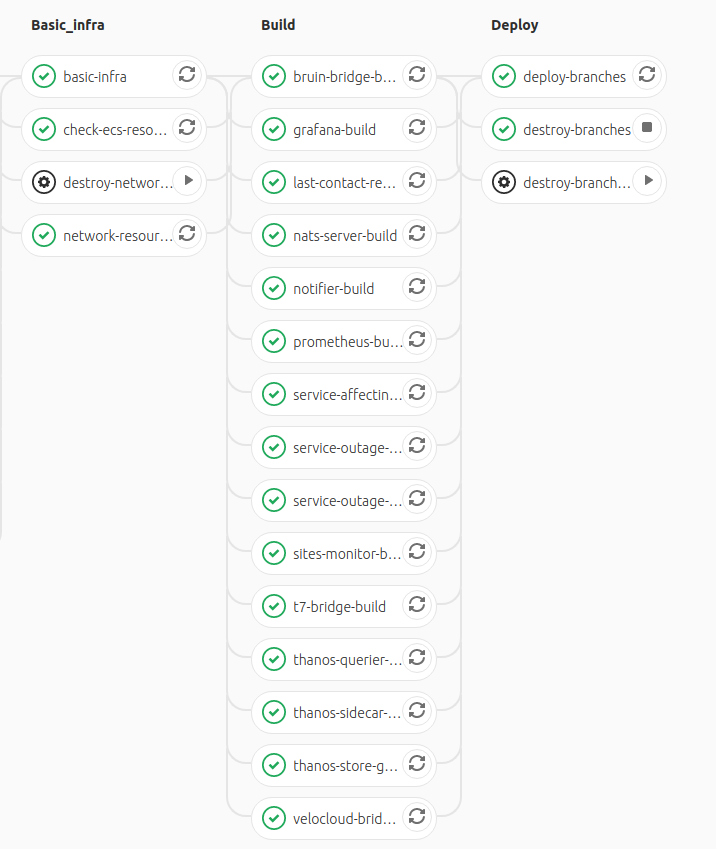 Basic_infra
basic-infra
check-ecs-reso...
destroy-networ...
network-resour...
Build
bruin-bridge-b...
grafana-build
last-contact-re...
nats-server-build
notifier-build
prometheus-bu...
service-affectin...
service-outage-...
service-outage-...
sites-monitor-b...
t7-bridge-build
thanos-querier-...
thanos-sidecar-...
thanos-store-g...
velocloud-brid...
Deploy
deploy-branches
destroy-branches
destroy-branch...